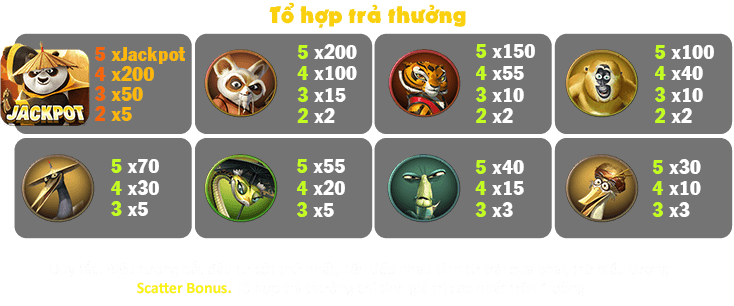 Tổ hợp trả thưởng
JACKPOT
5 xJackpot
4 x200
3 x50
2 x5
5 x200
4 x100
3 x15
2 x2
5 x150
4 x55
3 x10
2 x2
5 x100
4 x40
3 x10
2 x2
5 x70
4 x30
3 x5
5 x55
4 x20
3 x5
5 x40
4 x15
3 x3
5 x30
4 x10
3 x3
Scatter Bonus.